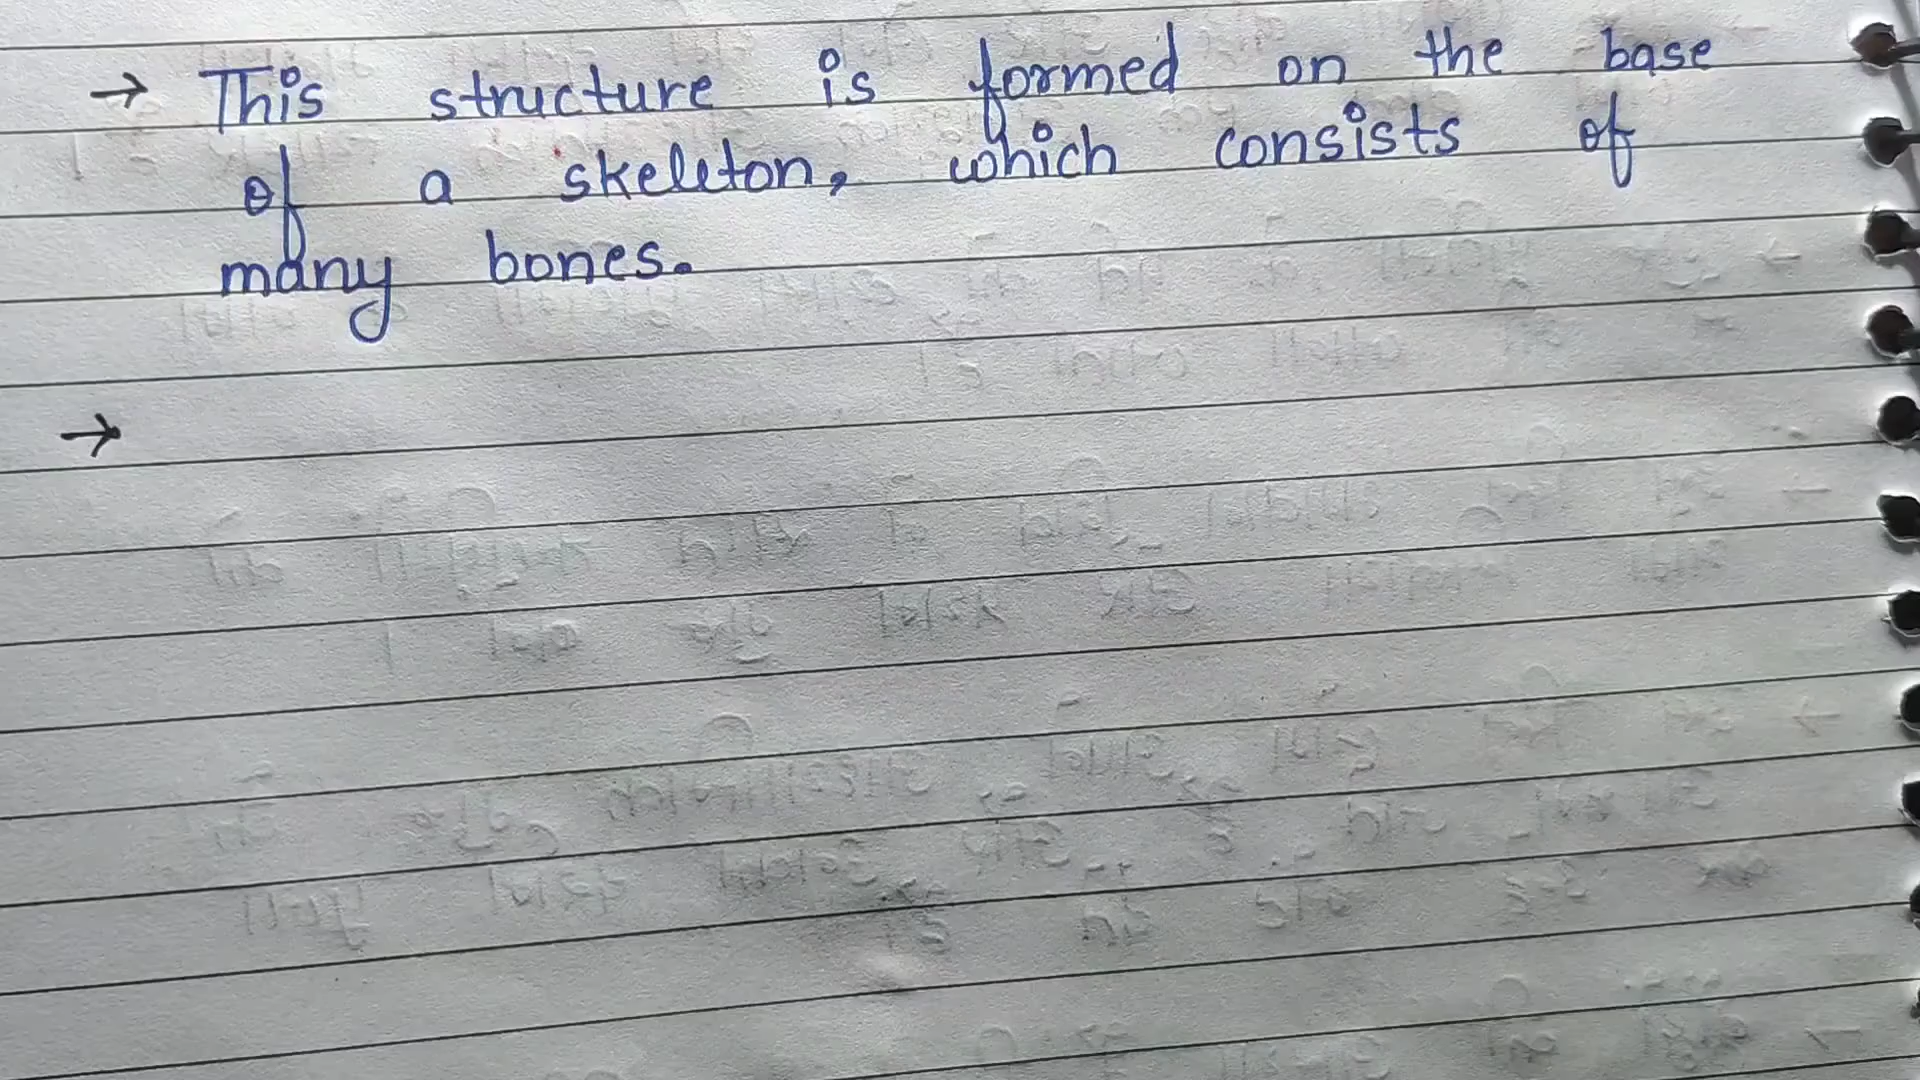 → This structure is formed on the base
of a skeleton, which consists of
many bones.
→